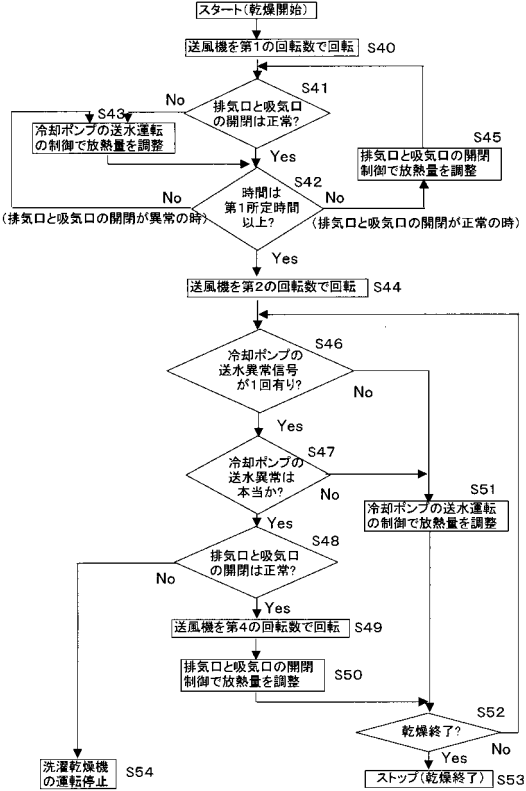 スタート(乾燥開始)
送風機を第1の回転数で回転
S40
S41
No
排気口と吸気口
の開閉は正常?
S43
冷却ポンプの送水運転
の制御で放熱量を調整
S45
排気口と吸気口の開閉
制御で放熱量を調整
Yes
S42
No
時間は
第1所定時間
以上?
No
(排気口と吸気口の開閉が異常の時)
(排気口と吸気口の開閉が正常の時)
Yes
送風機を第2の回転数で回転
S44
S46
冷却ポンプの
送水異常信号
が1回有り?
No
Yes
S47
冷却ポンプの
送水異常は
本当か?
No
S51
冷却ポンプの送水運転
の制御で放熱量を調整
Yes
S48
排気口と吸気口
の開閉は正常?
No
Yes
送風機を第4の回転数で回転
S49
排気口と吸気口の開閉
制御で放熱量を調整
S50
S52
乾燥終了?
No
Yes
洗濯乾燥機
の運転停止
S54
ストップ(乾燥終了)
S53